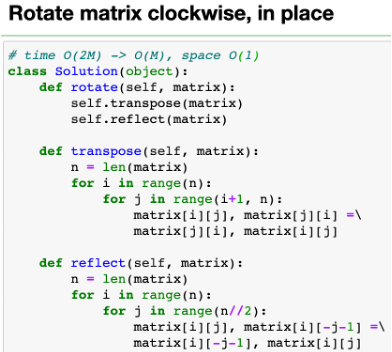 Rotate matrix clockwise, in place
# time O(2M) -> O(M), space O(1)
class Solution(object):
    def rotate(self, matrix):
        self.transpose(matrix)
        self.reflect(matrix)

    def transpose(self, matrix):
        n = len(matrix)
        for i in range(n):
            for j in range(i+1, n):
                matrix[i][j], matrix[j][i] =\
                matrix[j][i], matrix[i][j]

    def reflect(self, matrix):
        n = len(matrix)
        for i in range(n):
            for j in range(n//2):
                matrix[i][j], matrix[i][-j-1] =\
                matrix[i][-j-1], matrix[i][j]